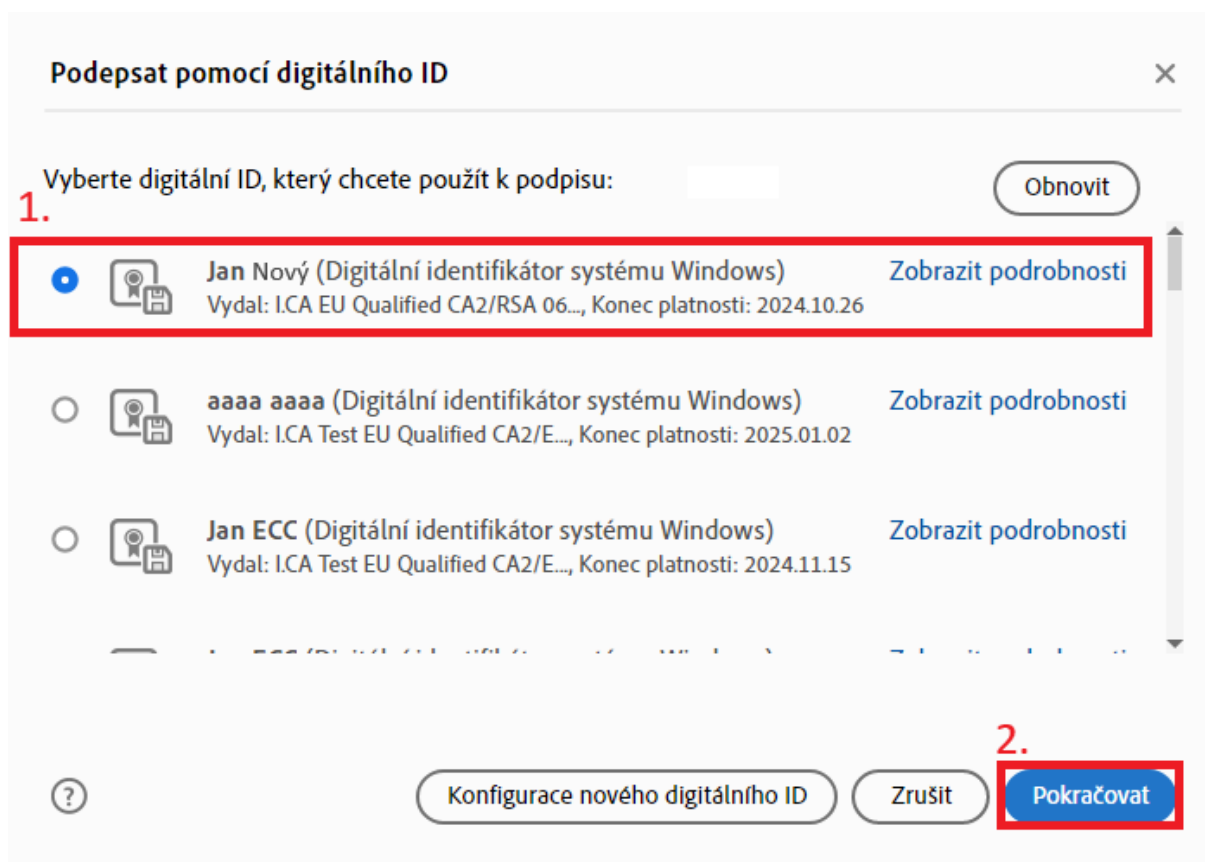 Podepsat pomocí digitálního ID
Vyberte digitální ID, který chcete použít k podpisu:
Obnovit
1.
Jan Nový (Digitální identifikátor systému Windows)
Zobrazit podrobnosti
Vydal: I.CA EU Qualified CA2/RSA 06..., Konec platnosti: 2024.10.26
aaaa aaaa (Digitální identifikátor systému Windows)
Zobrazit podrobnosti
Vydal: I.CA Test EU Qualified CA2/E..., Konec platnosti: 2025.01.02
Jan ECC (Digitální identifikátor systému Windows)
Zobrazit podrobnosti
Vydal: I.CA Test EU Qualified CA2/E..., Konec platnosti: 2024.11.15
2.
?
Konfigurace nového digitálního ID
Zrušit
Pokračovat